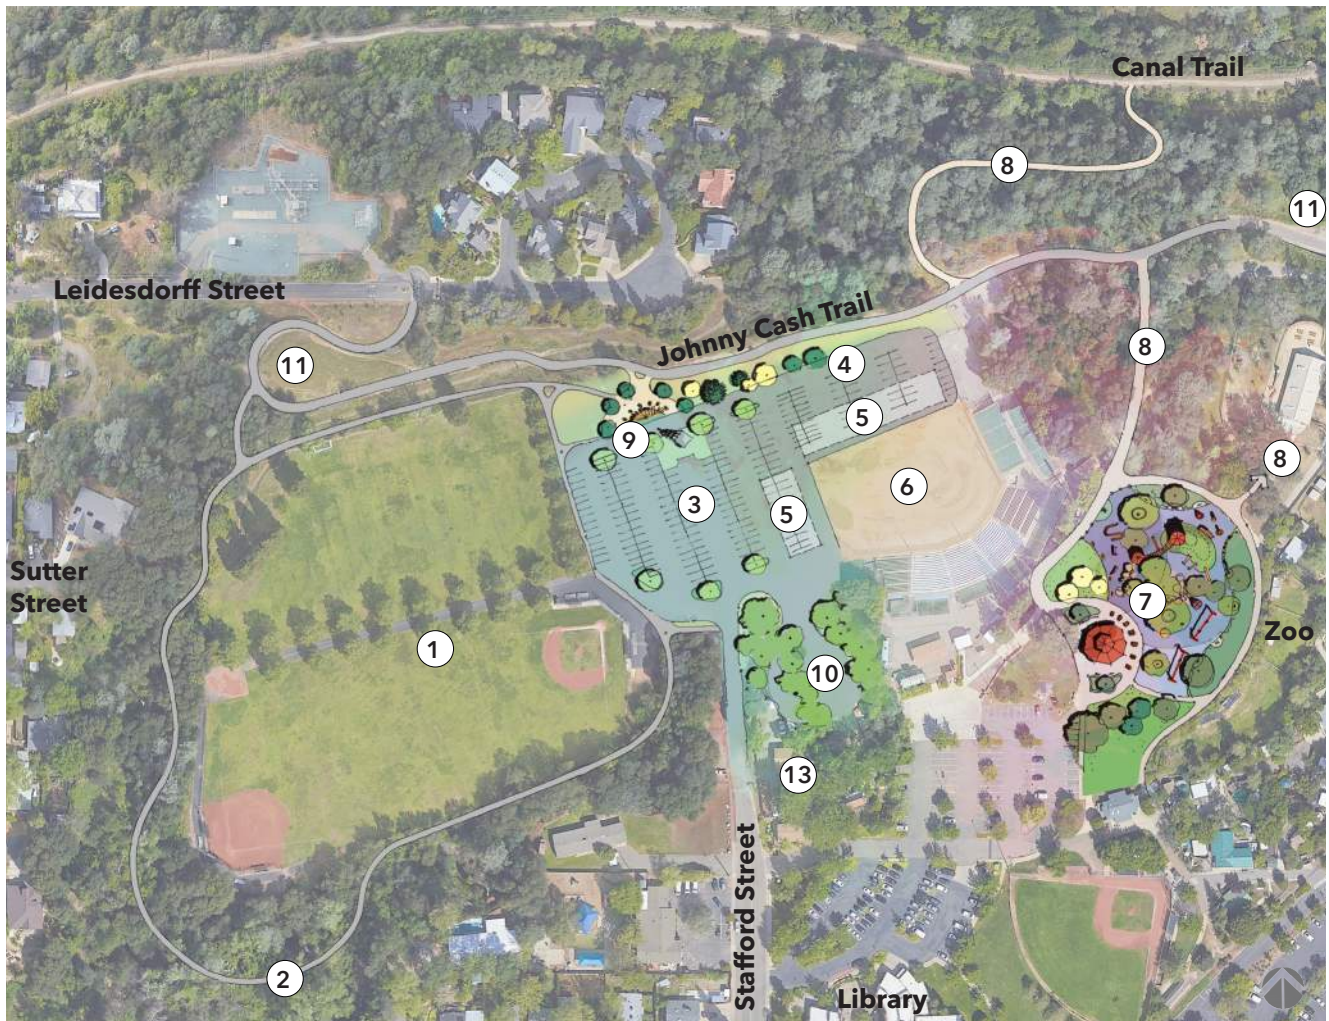 Canal Trail
8
11
Leidesdorff Street
Johnny Cash Trail
8
11
4
5
9
8
6
3
5
Sutter
Street
7
1
Zoo
10
13
Stafford Street
2
Library